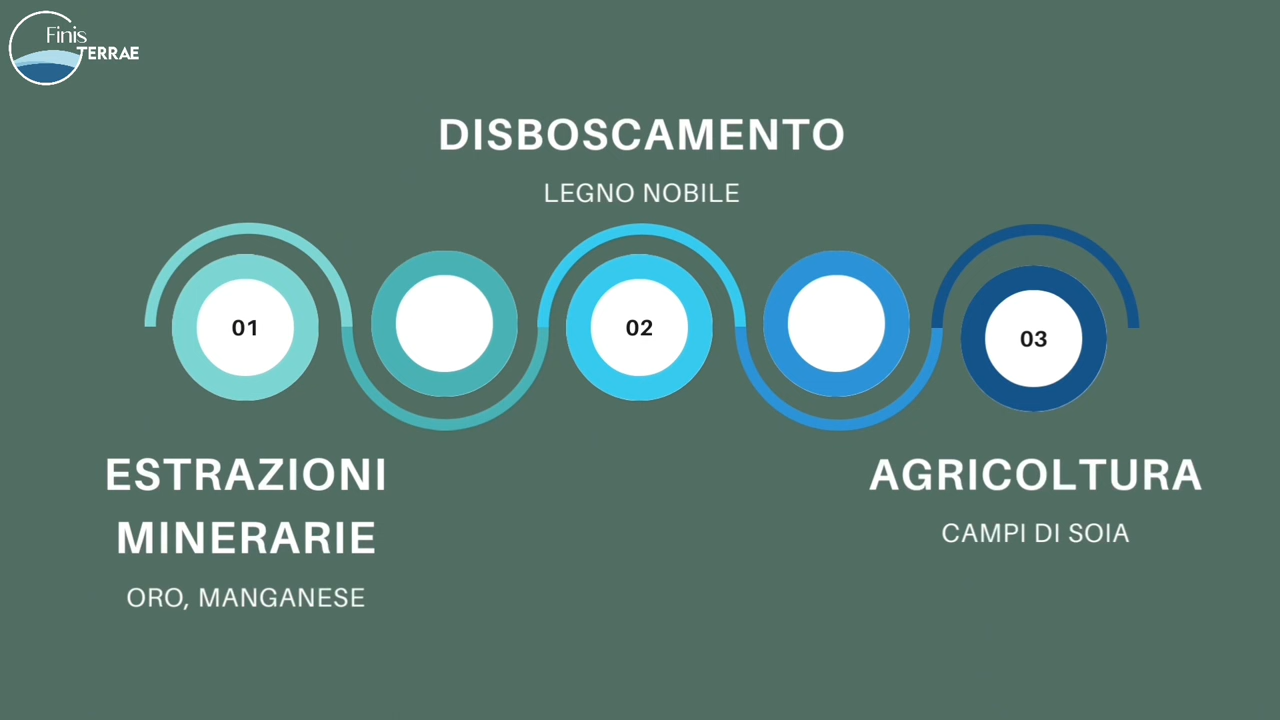 Finis
TERRAE
DISBOSCAMENTO
LEGNO NOBILE
01
02
03
ESTRAZIONI
MINERARIE
ORO, MANGANESE
AGRICOLTURA
CAMPI DI SOIA